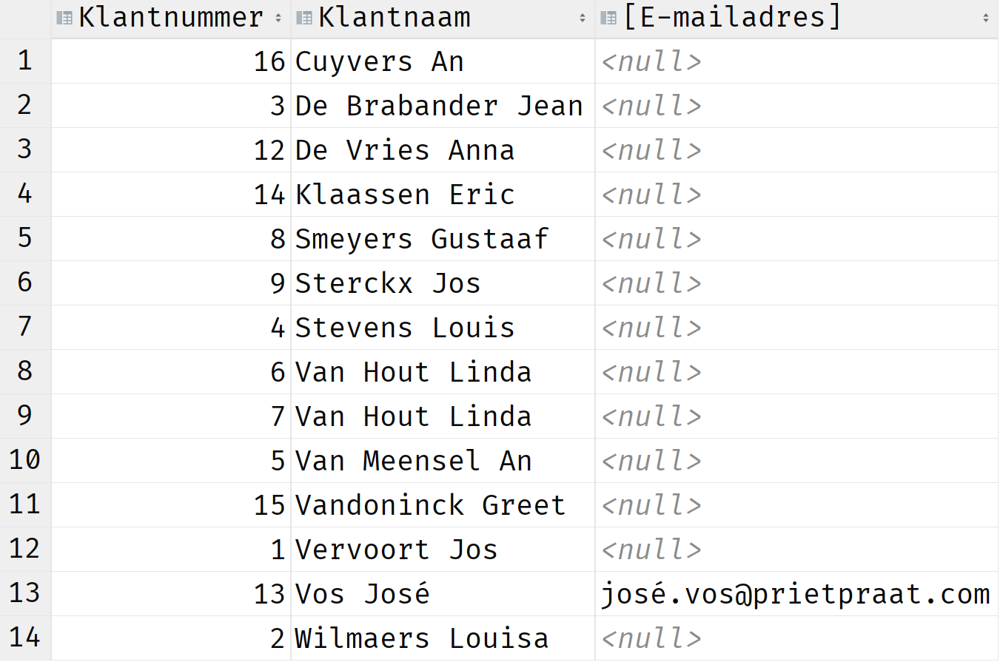 Klantnummer Klantnaam [E-mailadres]
1 16 Cuyvers An <null>
2 3 De Brabander Jean <null>
3 12 De Vries Anna <null>
4 14 Klaassen Eric <null>
5 8 Smeyers Gustaaf <null>
6 9 Sterckx Jos <null>
7 4 Stevens Louis <null>
8 6 Van Hout Linda <null>
9 7 Van Hout Linda <null>
10 5 Van Meensel An <null>
11 15 Vandoninck Greet <null>
12 1 Vervoort Jos <null>
13 13 Vos José josé.vos@prietpraat.com
14 2 Wilmaers Louisa <null>